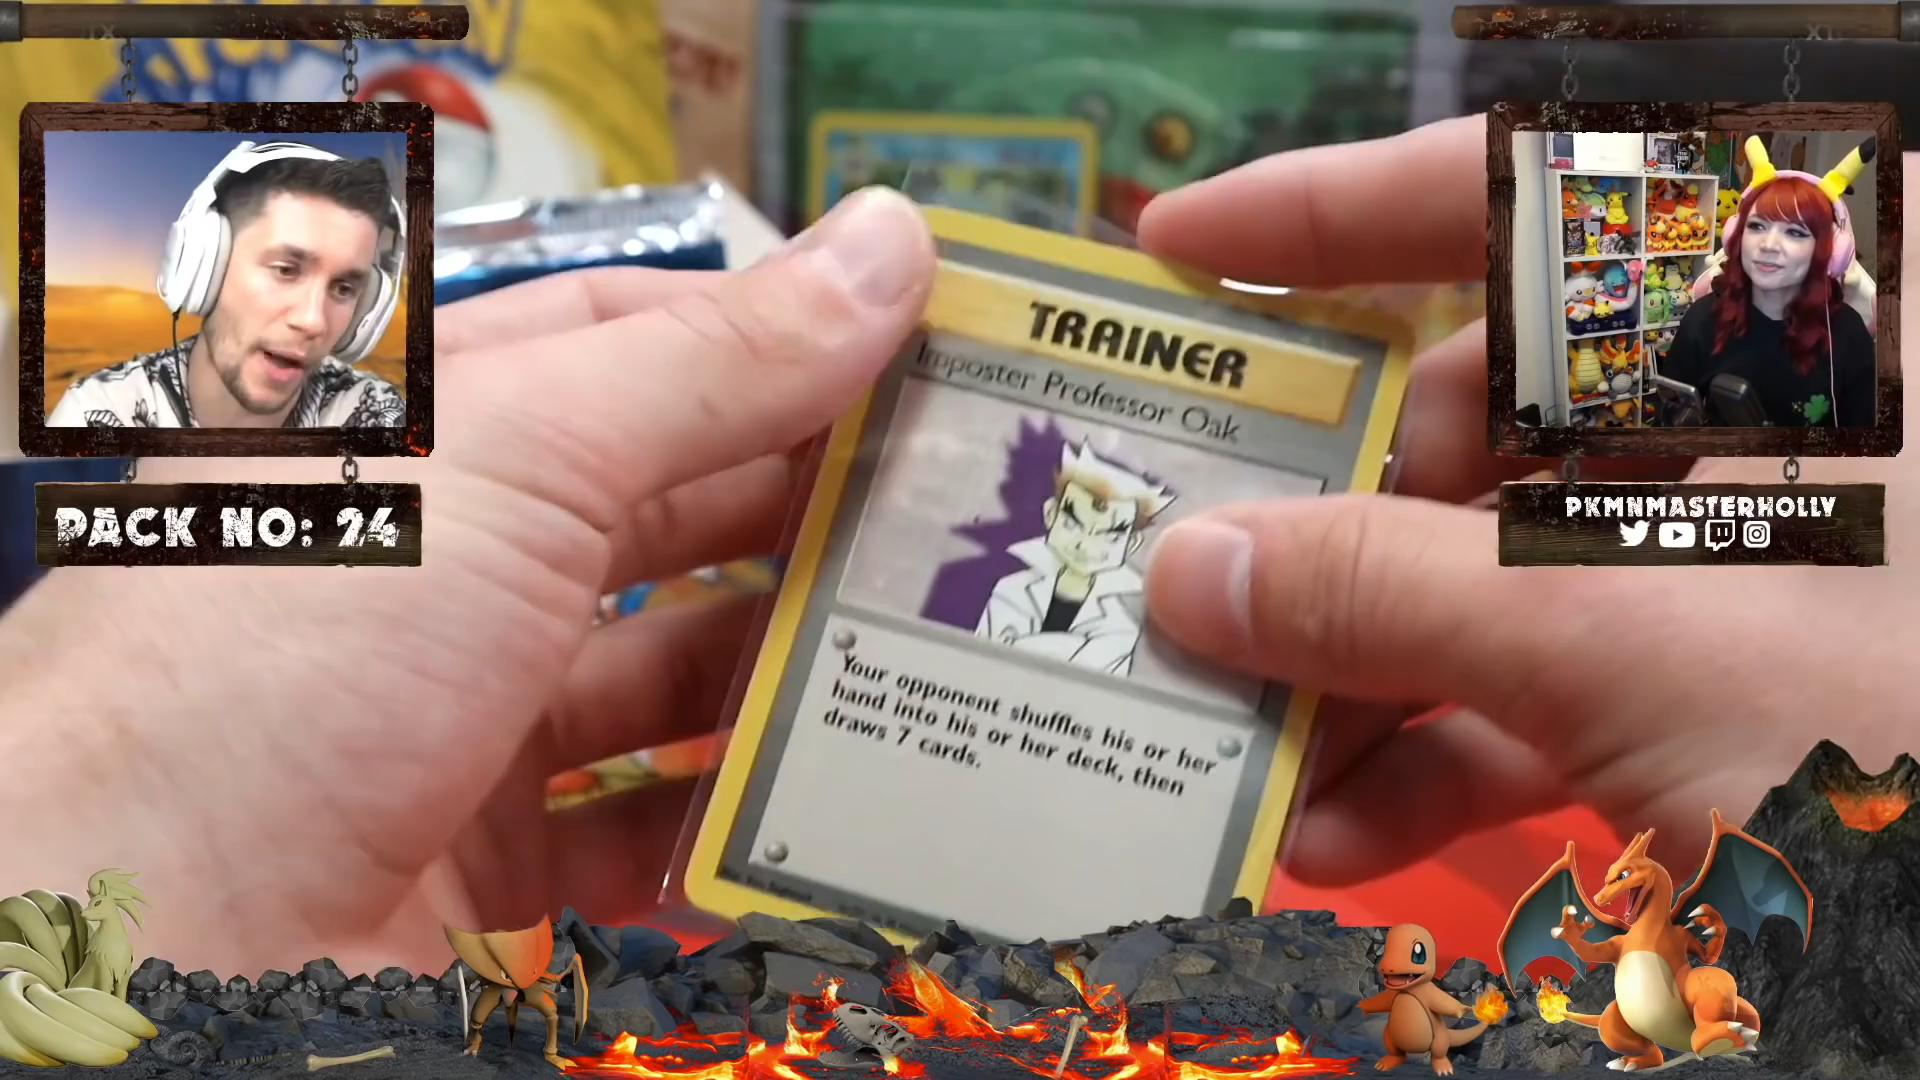 PACK NO: 24
TRAINER
Imposter Professor Oak
Your opponent shuffles his or her
hand into his or her deck, then
draws 7 cards.
PKMNMASTERHOLLY